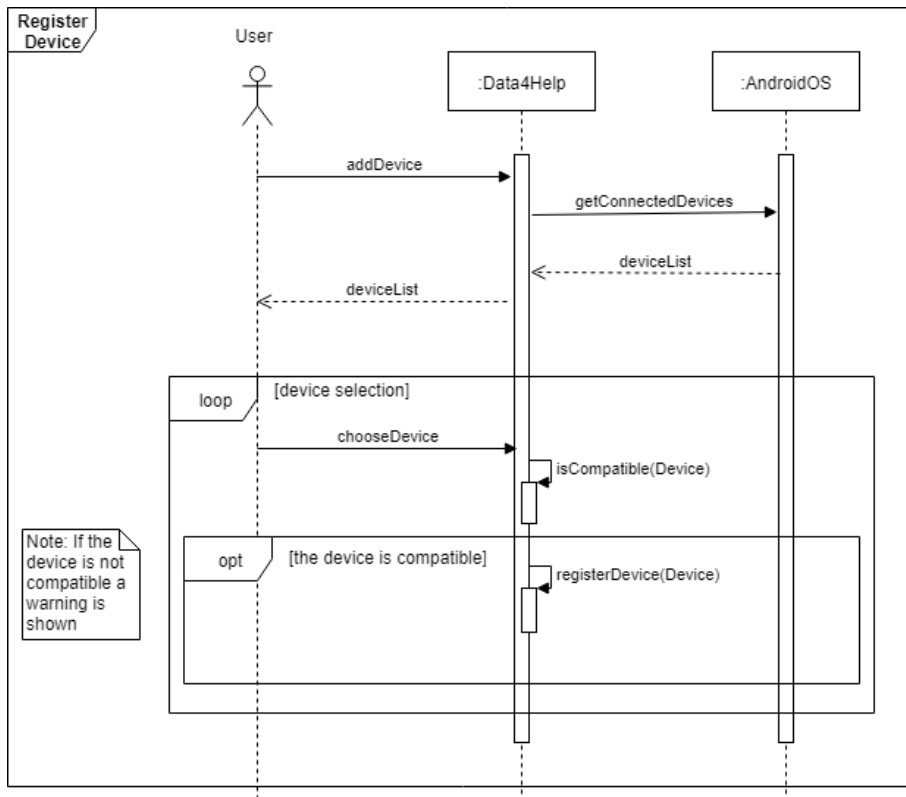 Register
Device
User
:Data4Help
:AndroidOS
addDevice
getConnectedDevices
deviceList
deviceList
loop
[device selection]
chooseDevice
isCompatible(Device)
Note: If the
device is not
compatible a
warning is
shown
opt
[the device is compatible]
registerDevice(Device)